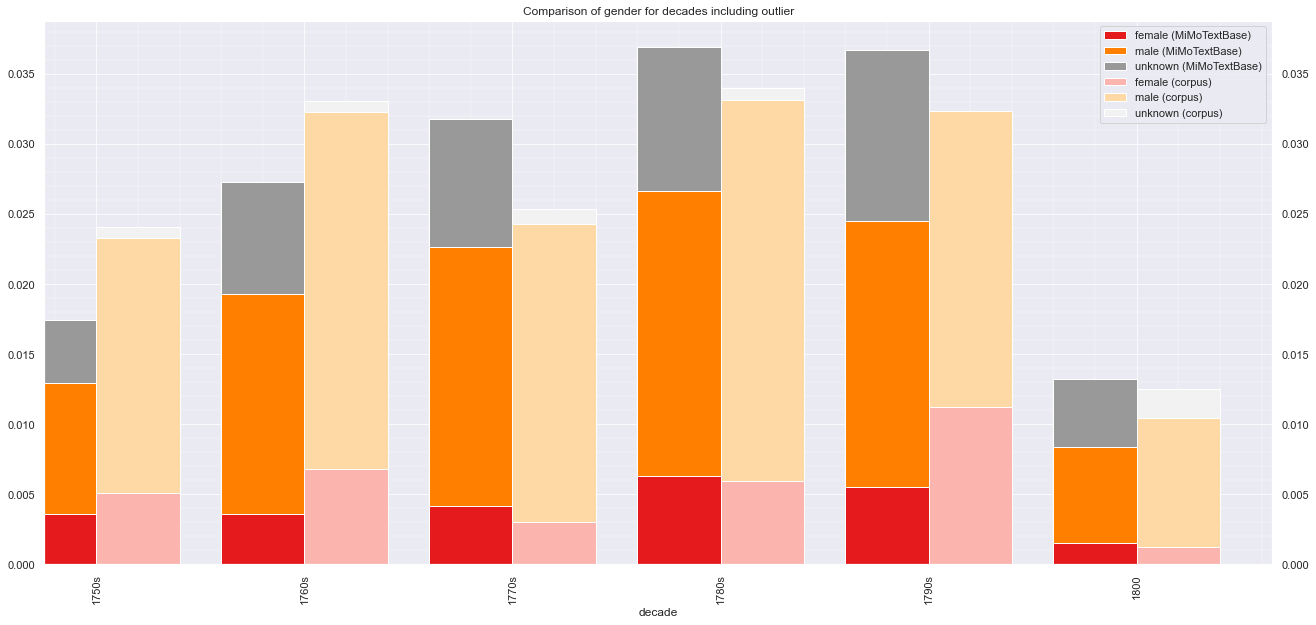 Comparison of gender for decades including outlier
female (MiMoTextBase)
male (MiMoTextBase)
unknown (MiMoTextBase)
female (corpus)
male (corpus)
unknown (corpus)
0.035 0.035
0.030 0.030
0.025 0.025
0.020 0.020
0.015 0.015
0.010 0.010
0.005 0.005
0.000 0.000
1750s 1760s 1770s 1780s 1790s 1800
decade